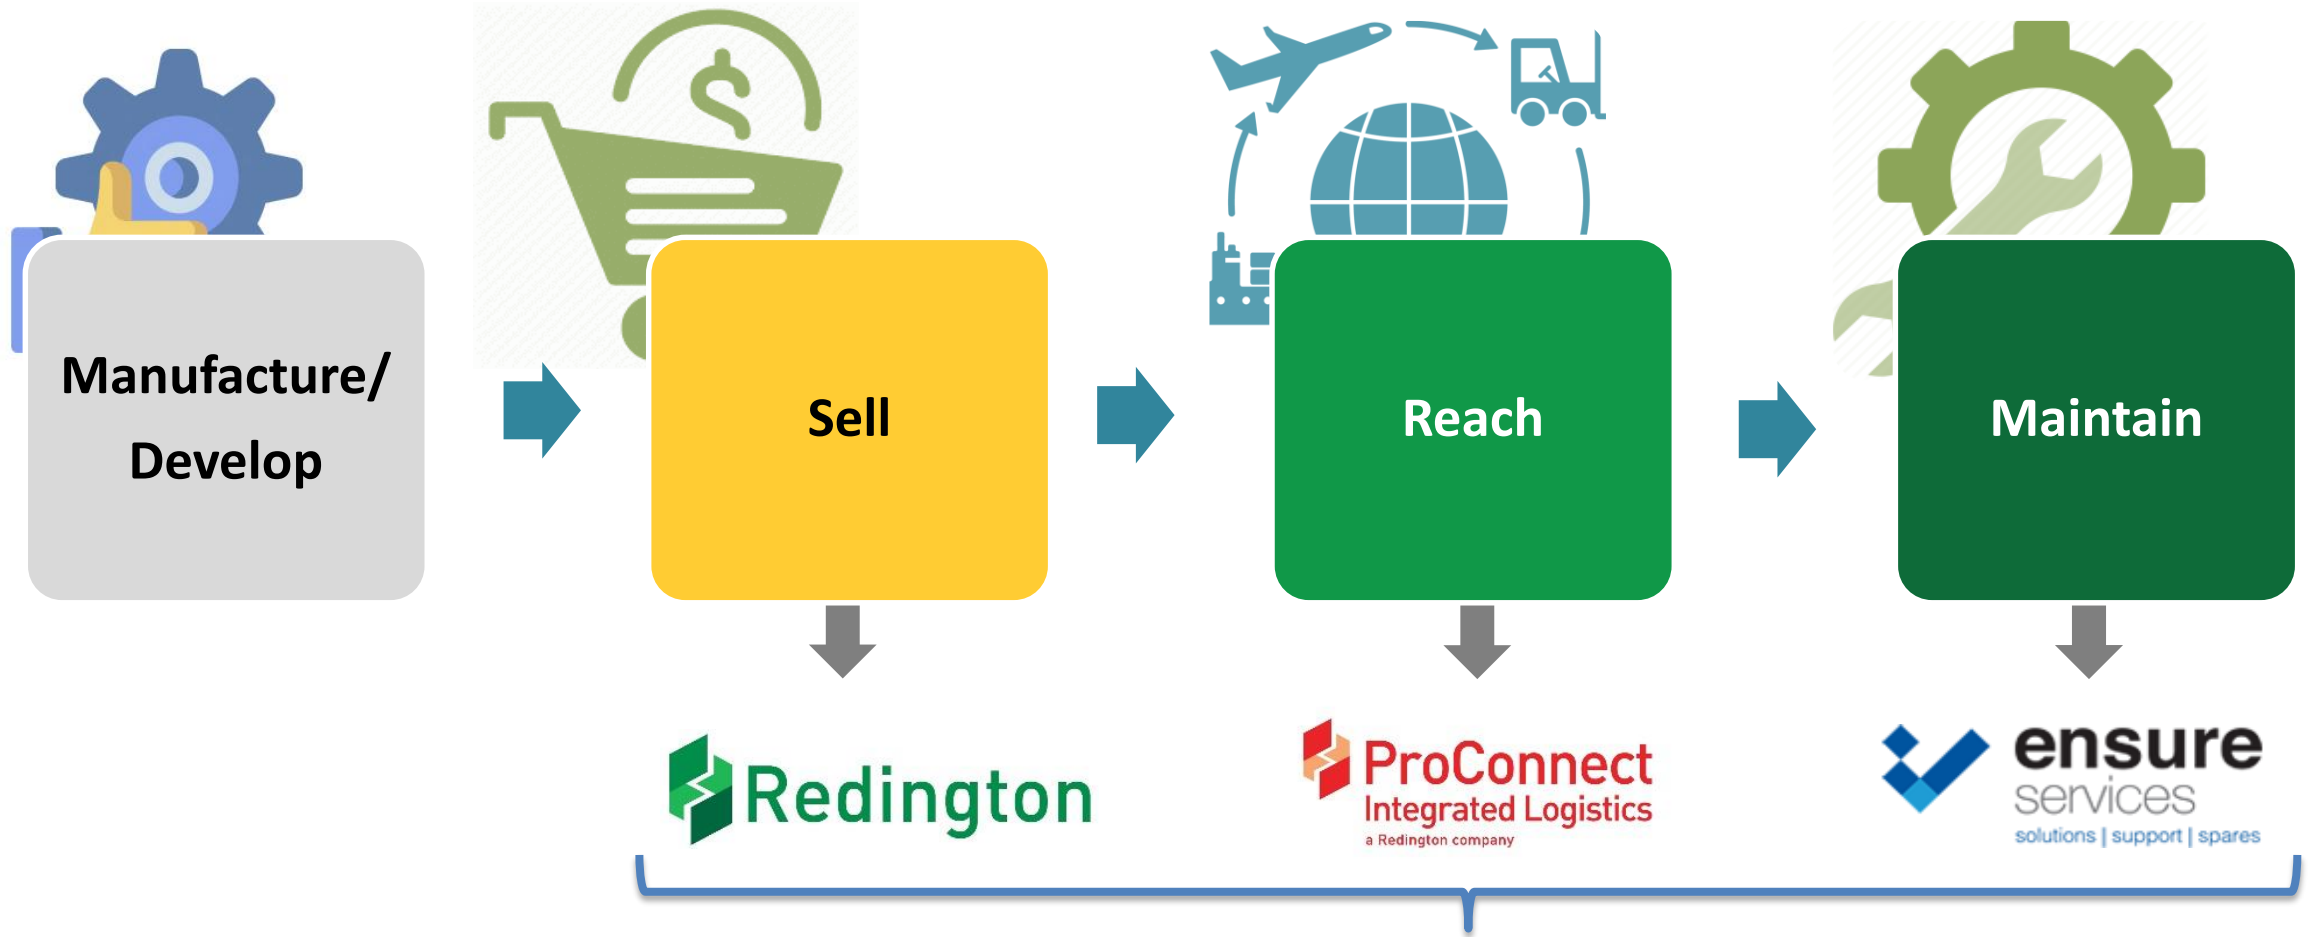 $
Manufacture/
Develop
Sell
Reach
Maintain
Redington
ProConnect
Integrated Logistics
a Redington company
ensure
services
solutions | support | spares